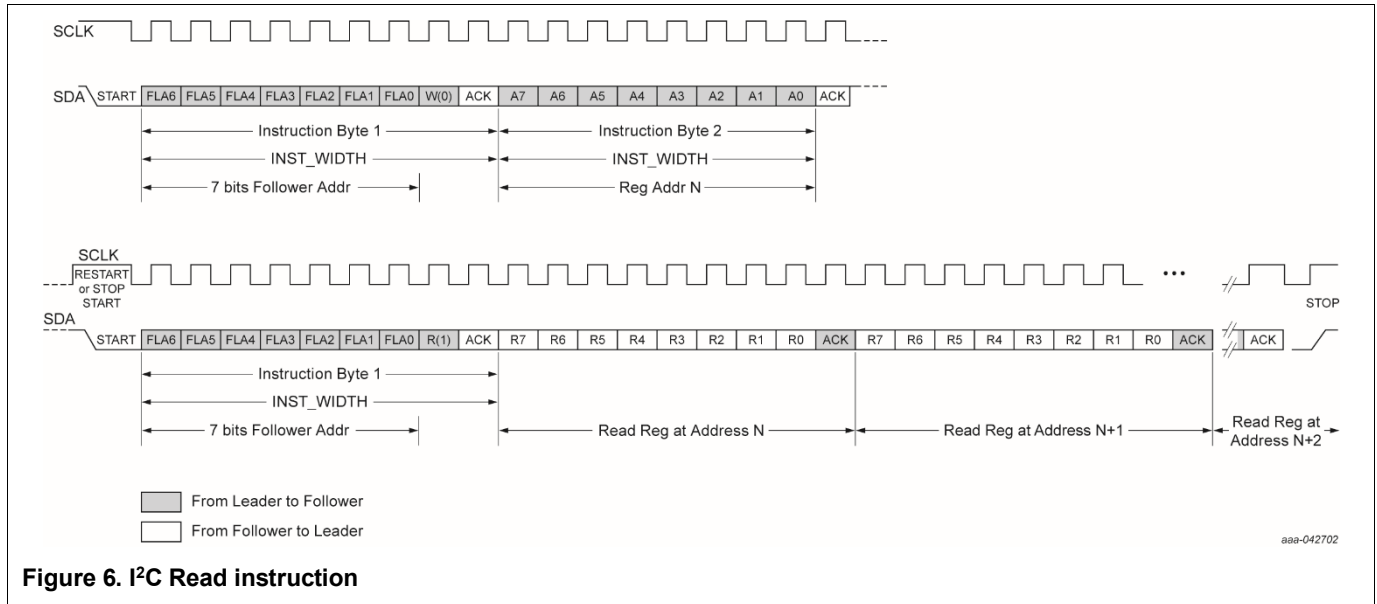 SCLK
SDA START FLA6 FLA5 FLA4 FLA3 FLA2 FLA1 FLA0 W(0) ACK A7 A6 A5 A4 A3 A2 A1 A0 ACK
Instruction Byte 1 Instruction Byte 2
INST_WIDTH INST_WIDTH
7 bits Follower Addr Reg Addr N
SCLK
RESTART
or STOP
START
...
STOP
SDA
START FLA6 FLA5 FLA4 FLA3 FLA2 FLA1 FLA0 R(1) ACK R7 R6 R5 R4 R3 R2 R1 R0 ACK R7 R6 R5 R4 R3 R2 R1 R0 ACK ACK
Instruction Byte 1
INST_WIDTH
7 bits Follower Addr Read Reg at Address N Read Reg at Address N+1 Read Reg at
Address N+2
From Leader to Follower
From Follower to Leader
aaa-042702
Figure 6. I²C Read instruction